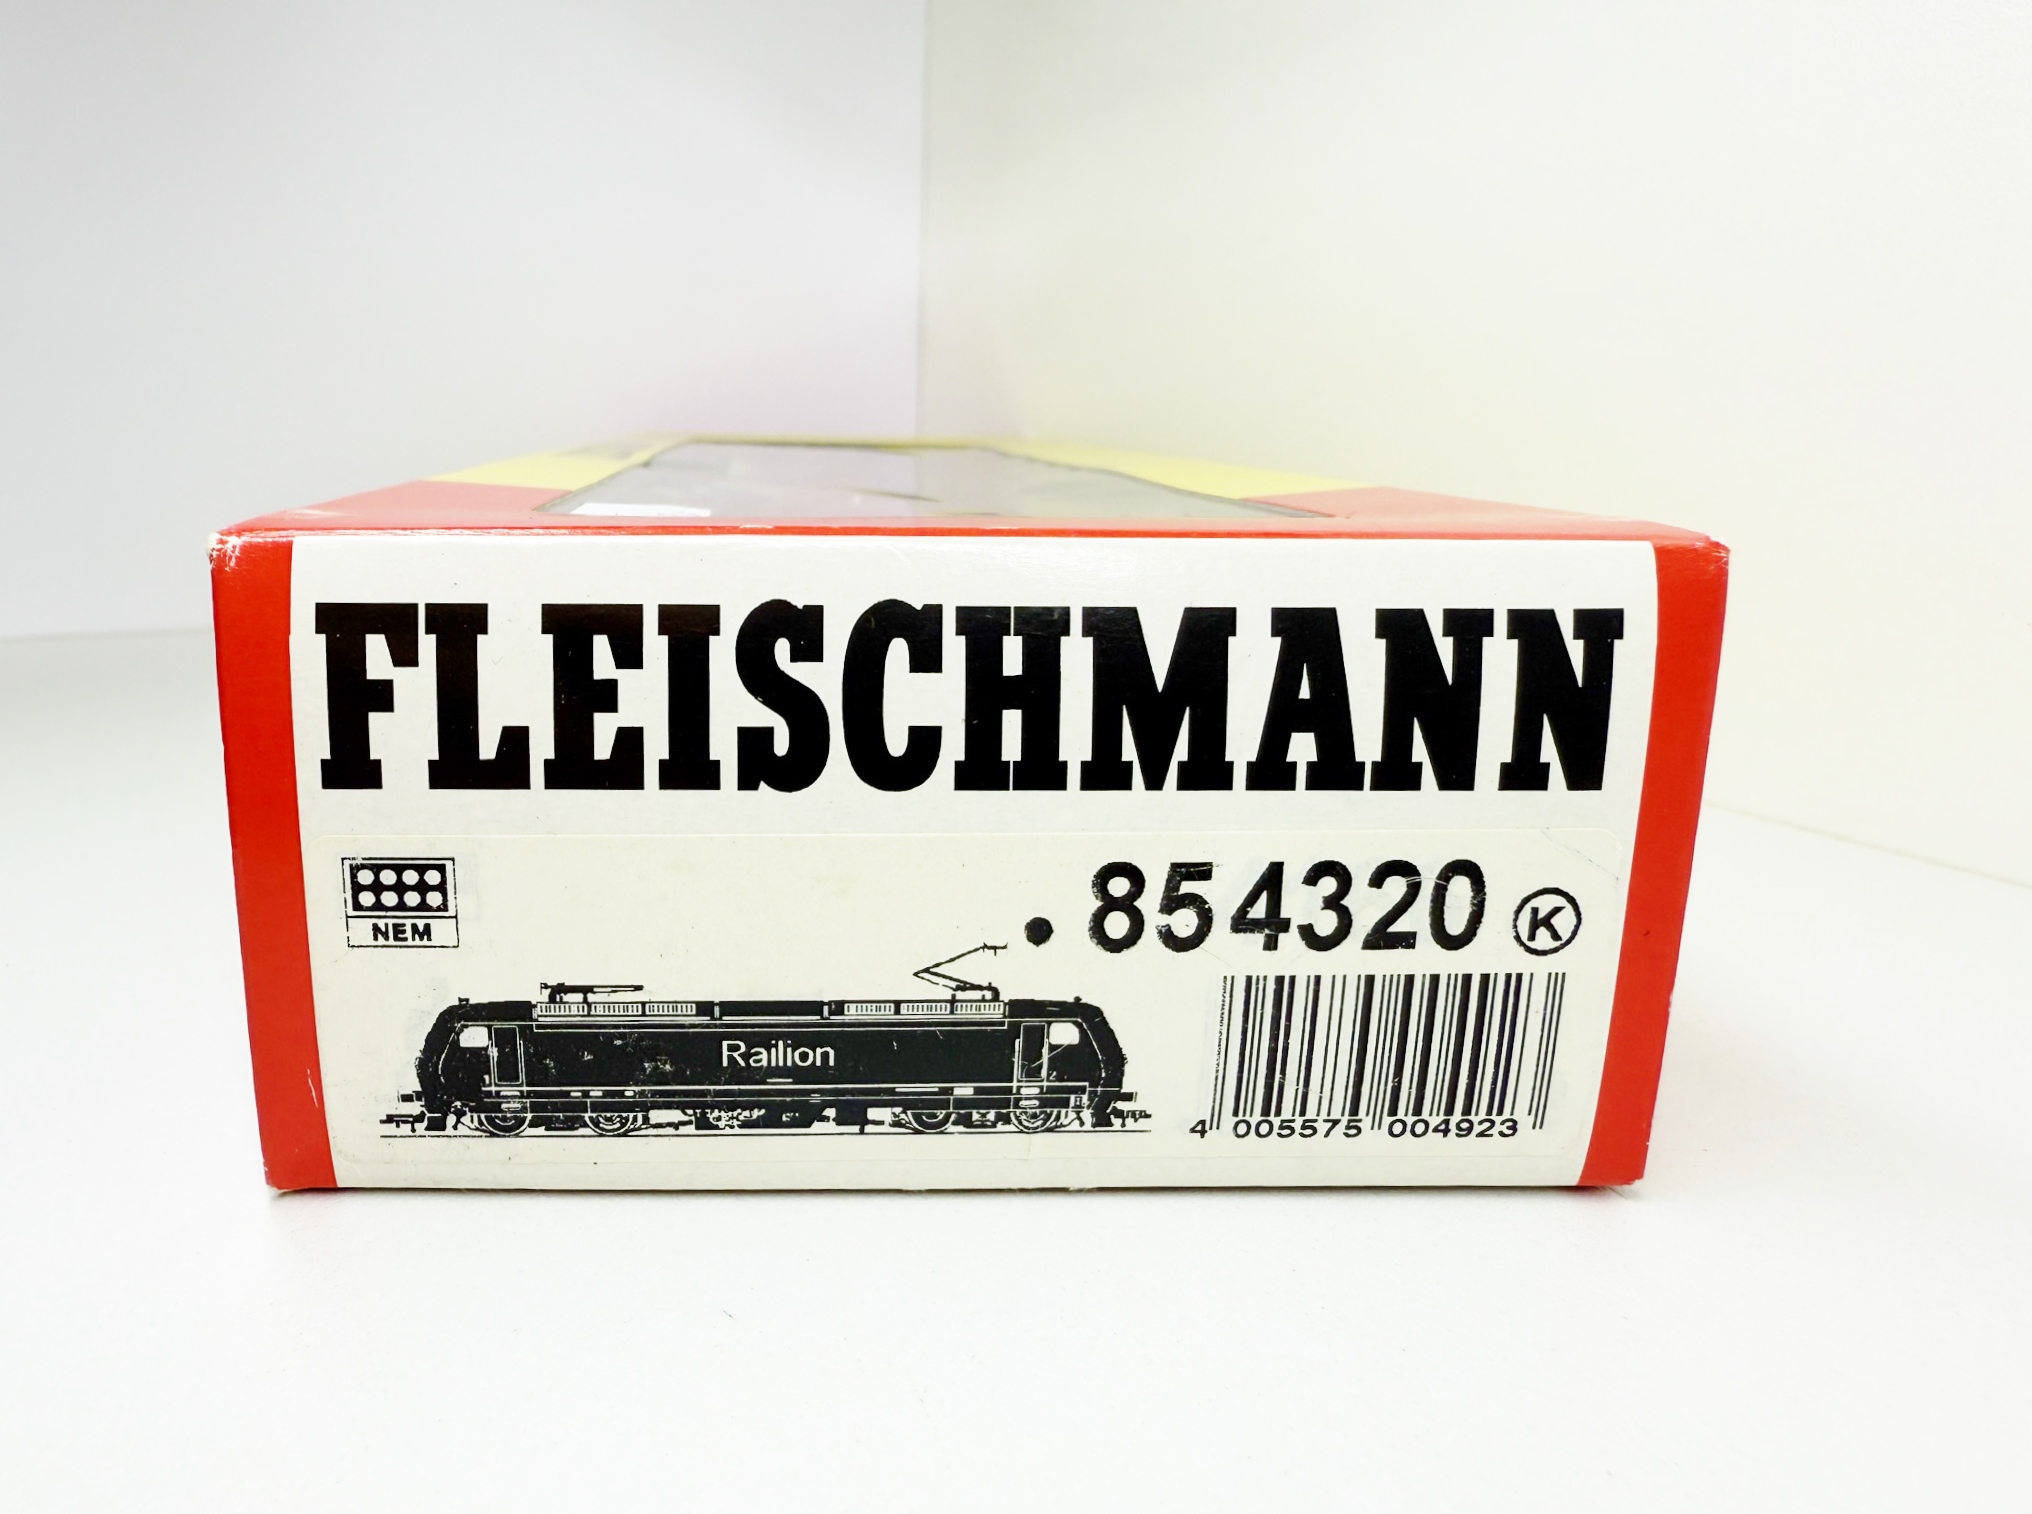 FLEISCHMANN
NEM
854320 K
Railion
4 005575 004923